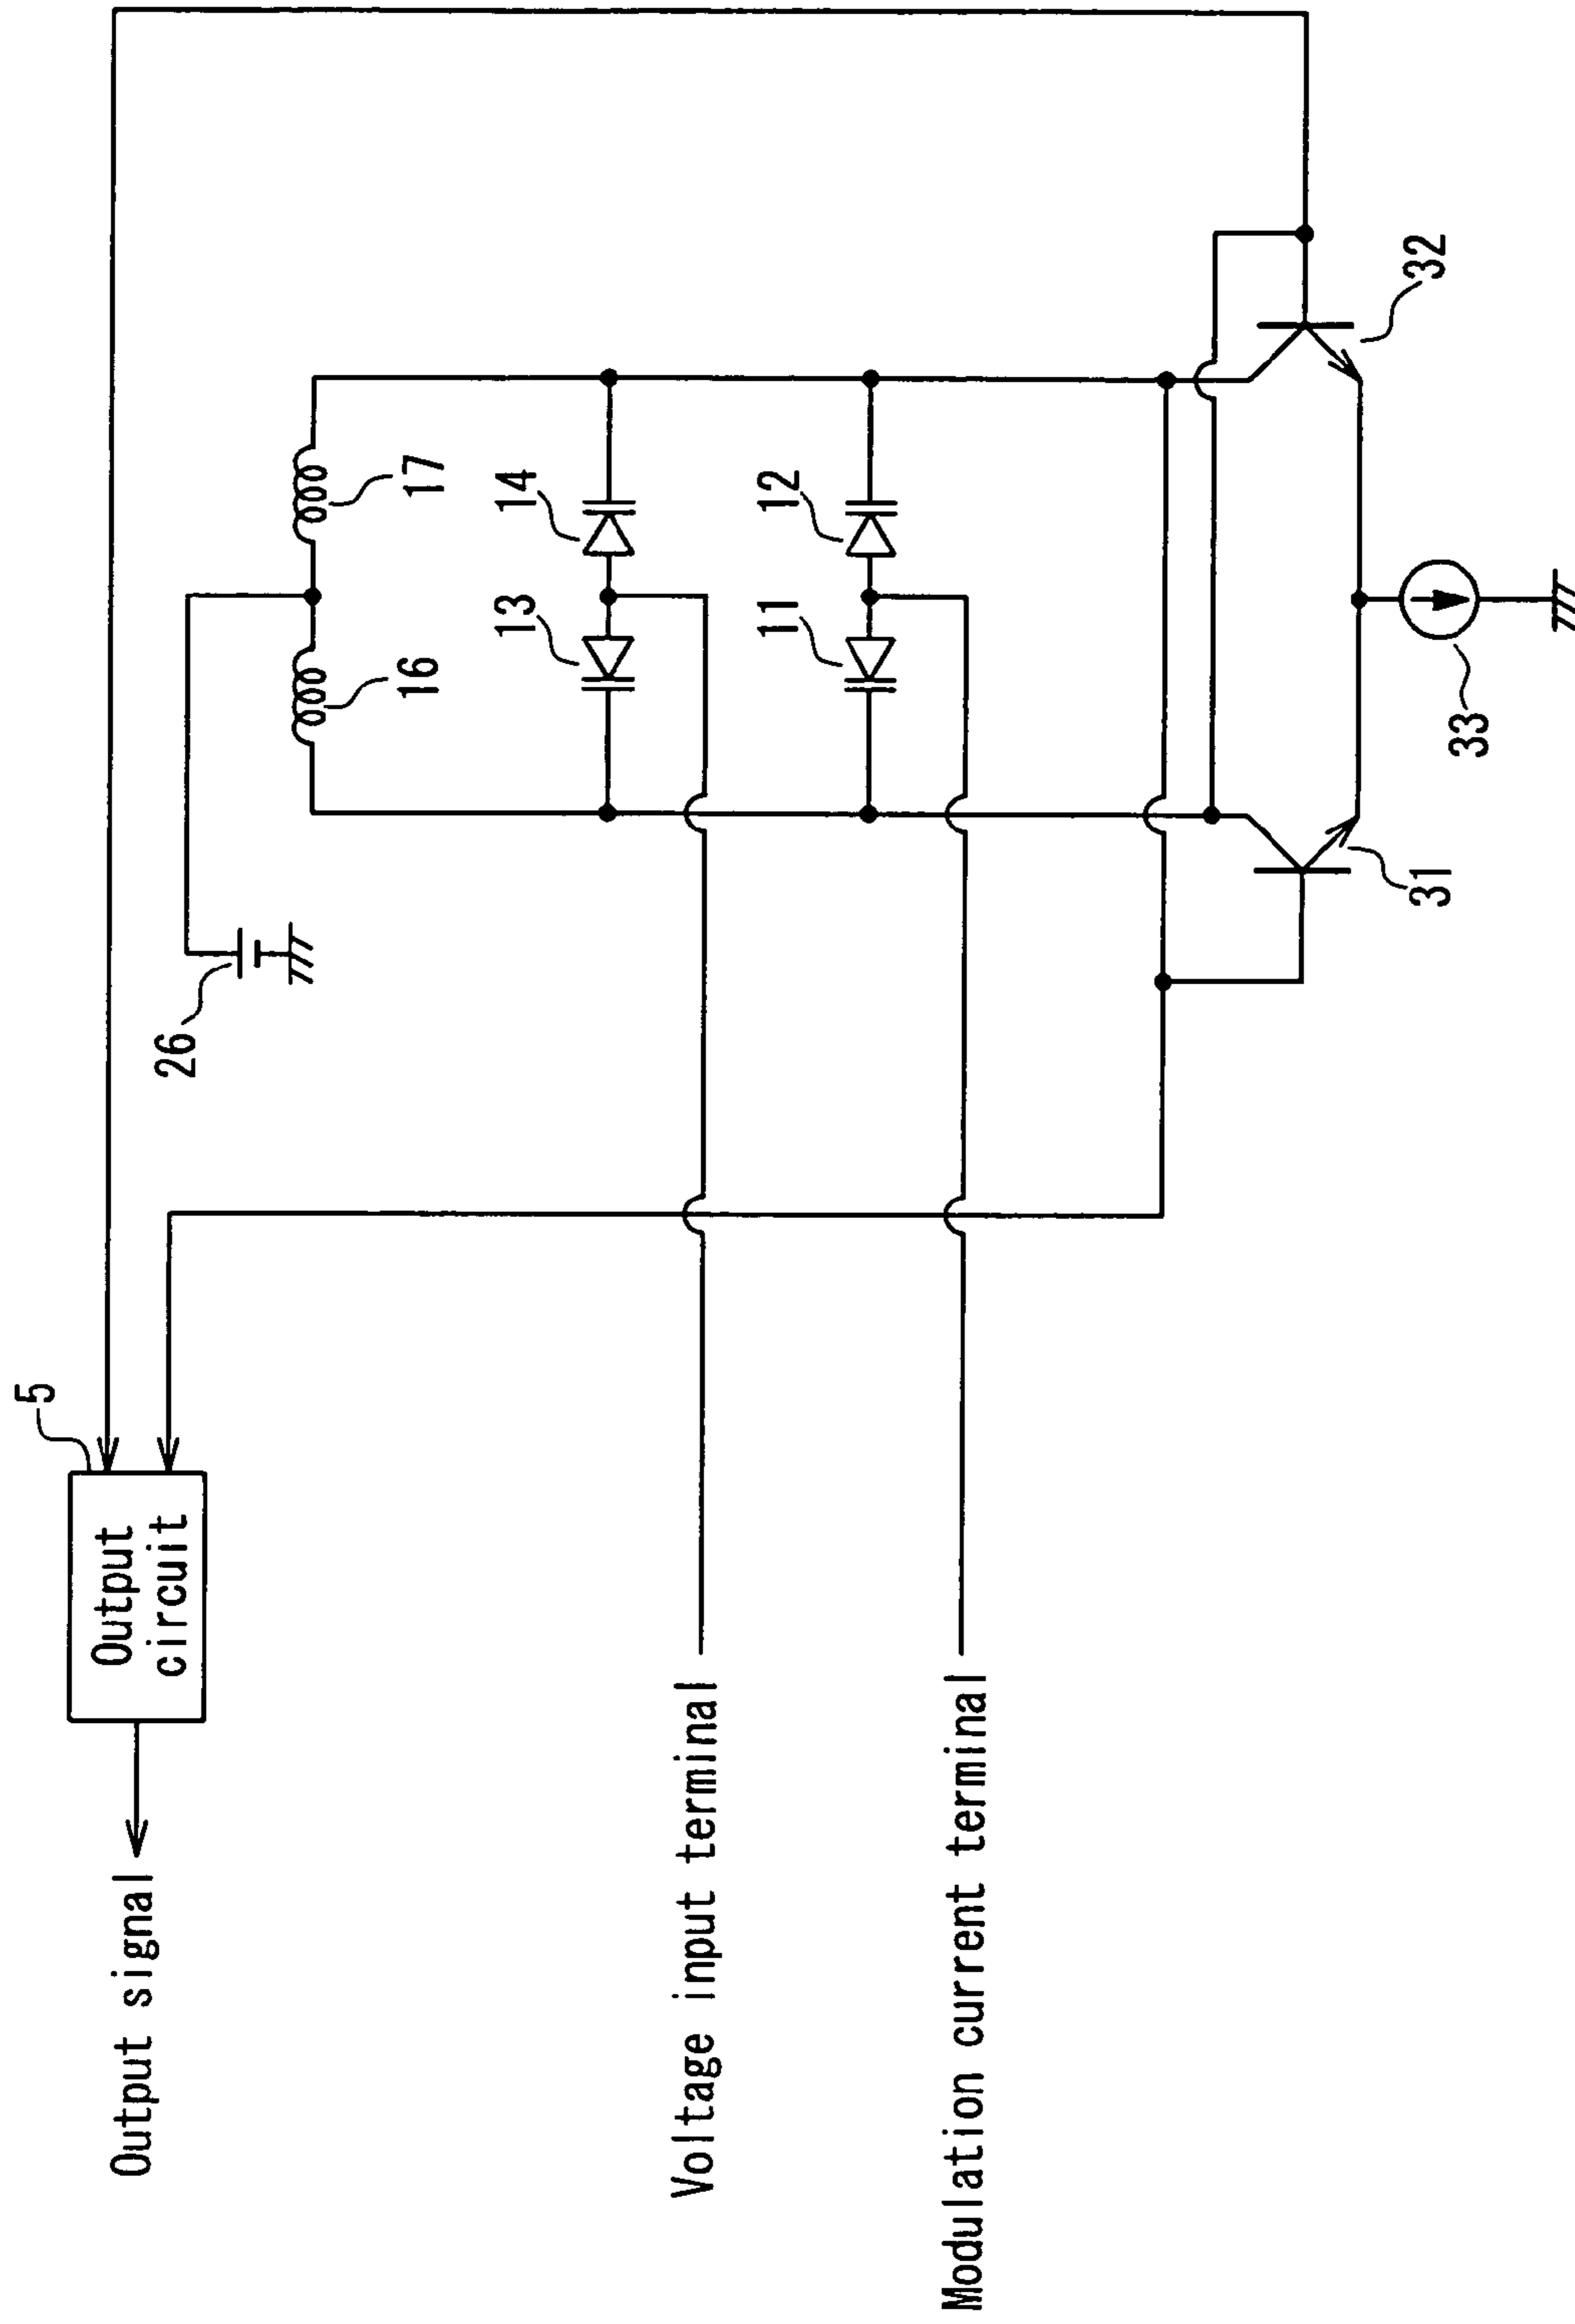 5
Output
circuit
Output signal
26
16
17
13
14
11
12
Voltage input terminal
Modulation current terminal
31
32
33